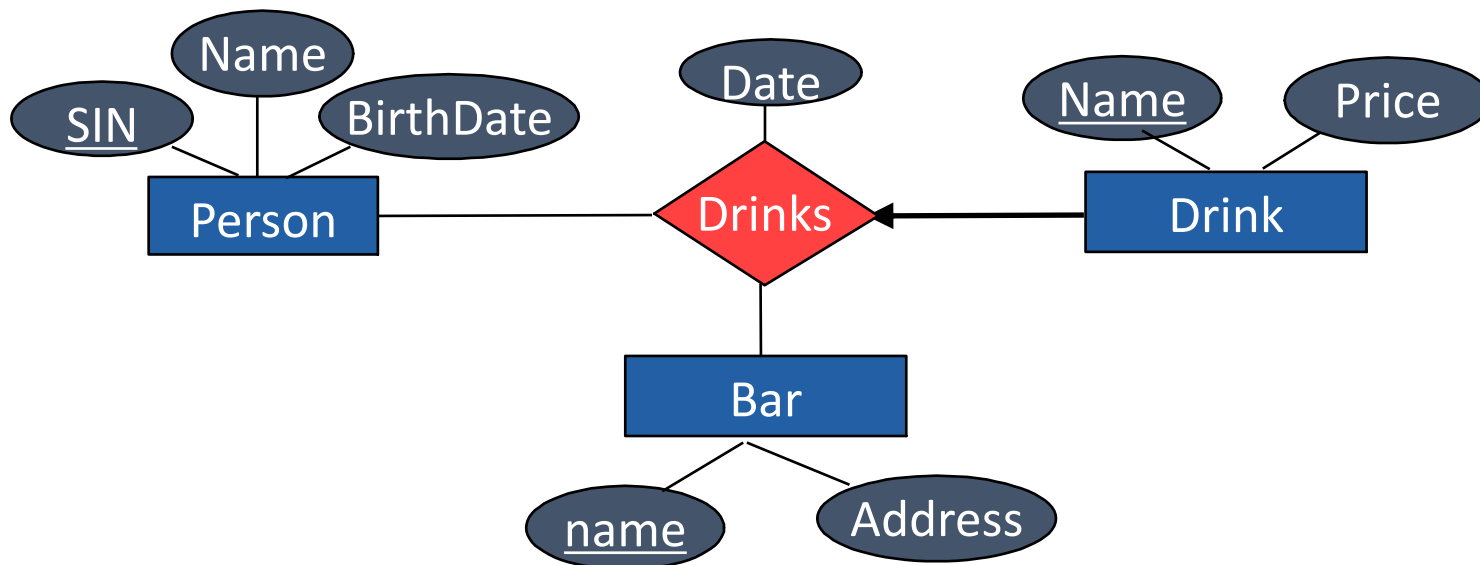 Name
SIN
BirthDate
Person
Date
Drinks
Name
Price
Drink
Bar
name
Address